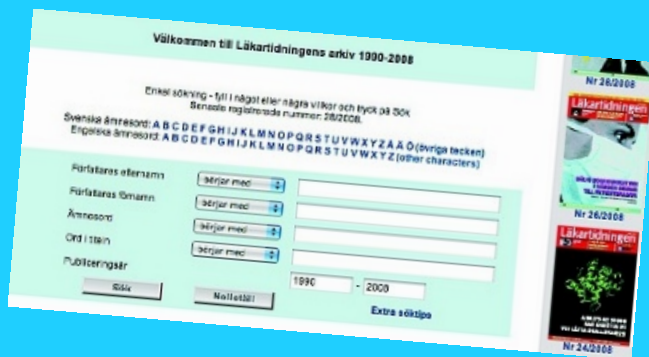 Välkommen till Läkartidningens arkiv 1990-2008
Enkel sökning - fyll i något eller några villkor och tryck på Sök
Senaste registrerade nummer: 28/2008.
Svenska ämnesord: A B C D E F G H I J K L M N O P Q R S T U V W X Y Z Å Ä Ö (övriga tecken)
Engelska ämnesord: A B C D E F G H I J K L M N O P Q R S T U V W X Y Z (other characters)
Författares efternamn börjar med
Författares förnamn börjar med
Ämnesord börjar med
Ord i titeln börjar med
Publiceringsår 1990 - 2008
Sök Nollställ Extra söktips
Nr 28/2008
Läkartidningen
Nr 26/2008
Läkartidningen
Nr 24/2008